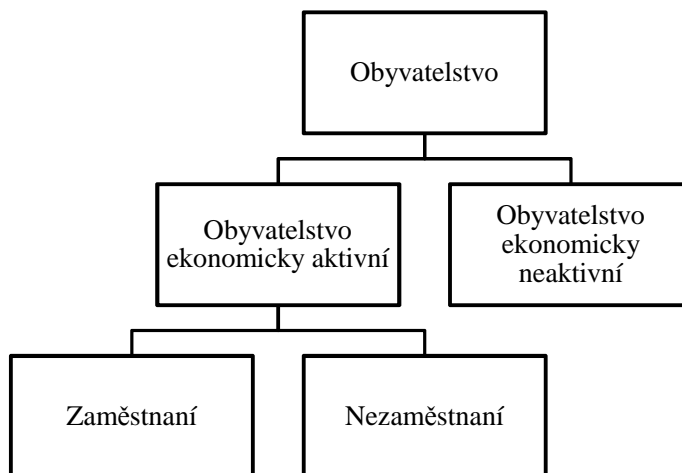 Obyvatelstvo
Obyvatelstvo
ekonomicky aktivní
Obyvatelstvo
ekonomicky
neaktivní
Zaměstnaní
Nezaměstnaní